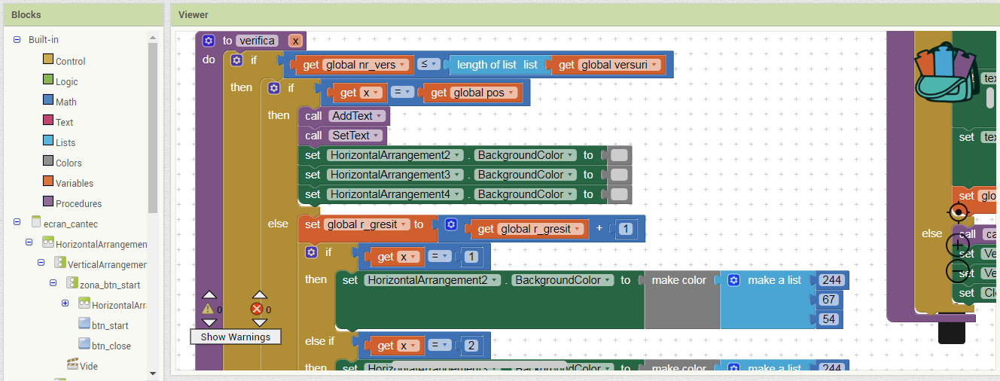 Blocks
Viewer
Built-in
Control
Logic
Math
Text
Lists
Colors
Variables
Procedures
ecran_cantec
HorizontalArrangemen
VerticalArrangemen
zona_btn_start
HorizontalArr
btn_start
btn_close
Vide
to verifica x
do if get global nr_vers ≤ length of list list get global versuri
then if get x = get global pos
then call AddText
call SetText
set HorizontalArrangement2 . BackgroundColor to
set HorizontalArrangement3 . BackgroundColor to
set HorizontalArrangement4 . BackgroundColor to
else set global r_gresit to get global r_gresit + 1
if get x = 1
then set HorizontalArrangement2 . BackgroundColor to make color make a list 244
67
54
else if get x = 2
then set HorizontalArrangement3 . BackgroundColor to make color make a list 244
0 0
Show Warnings
tex
set tex
set glo
else call ca
set Ve
set Ve
set Cl